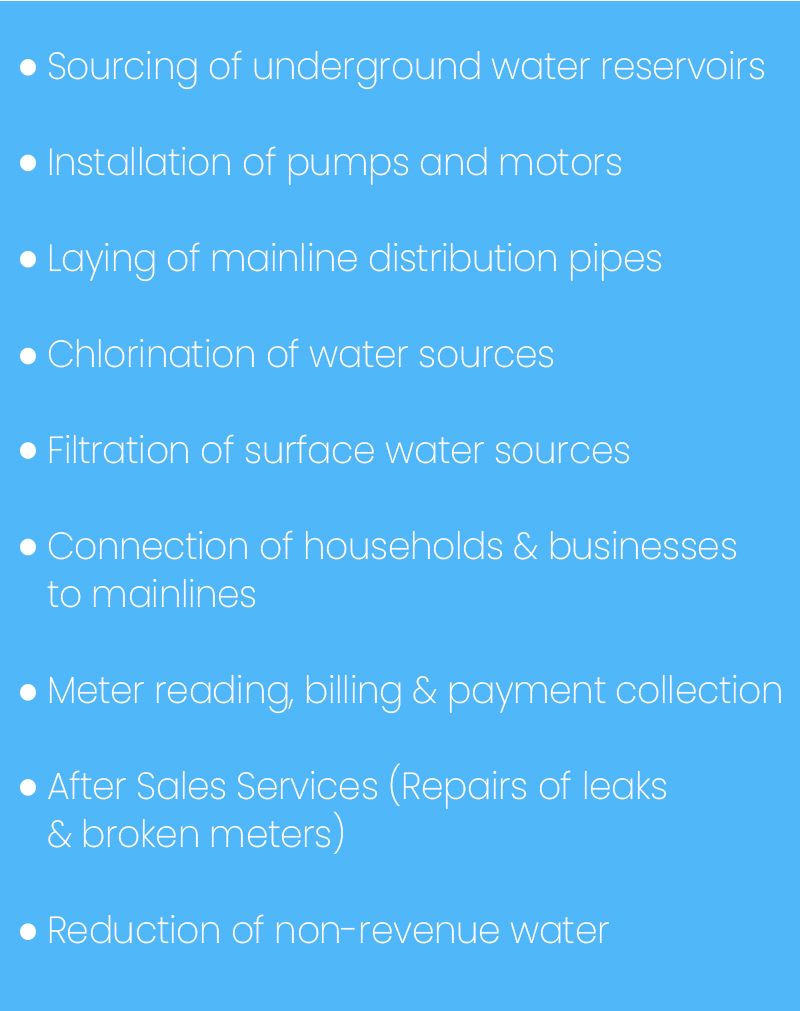 ● Sourcing of underground water reservoirs
● Installation of pumps and motors
● Laying of mainline distribution pipes
● Chlorination of water sources
● Filtration of surface water sources
● Connection of households & businesses
to mainlines
● Meter reading, billing & payment collection
● After Sales Services (Repairs of leaks
& broken meters)
● Reduction of non-revenue water